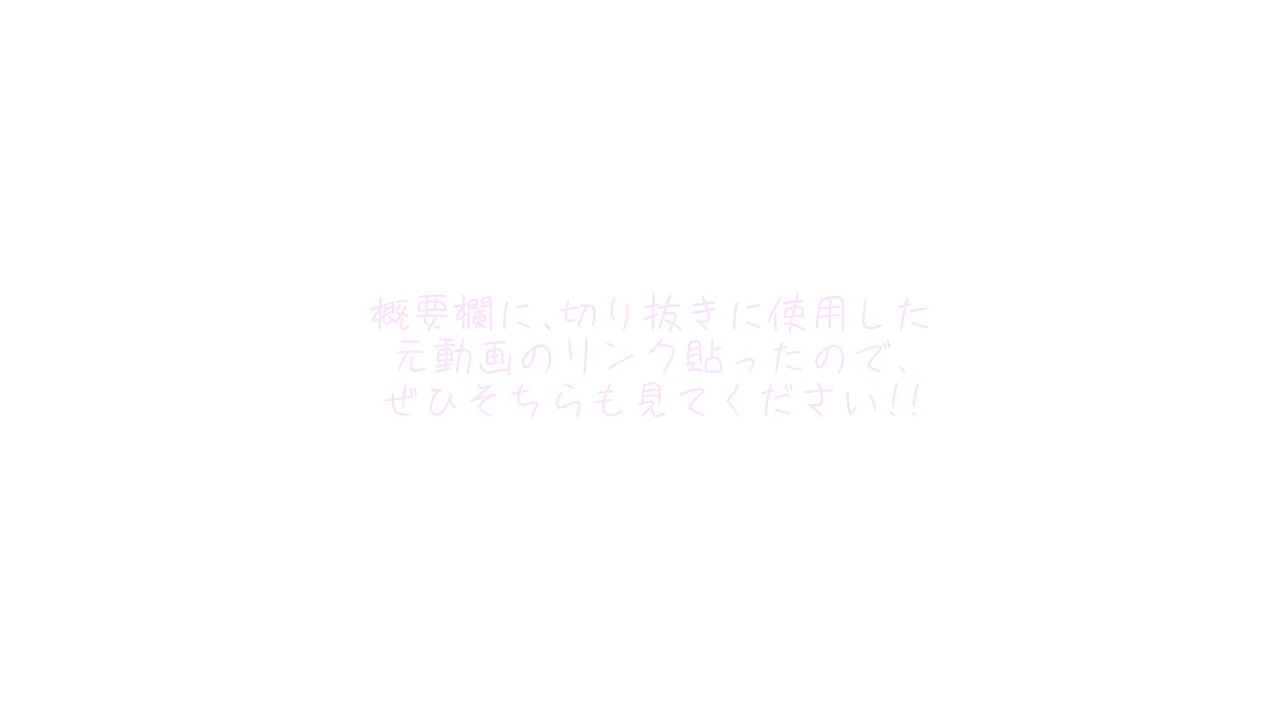 概要欄に、切り抜きに使用した
元動画のリンク貼ったので、
ぜひそちらも見てください!!